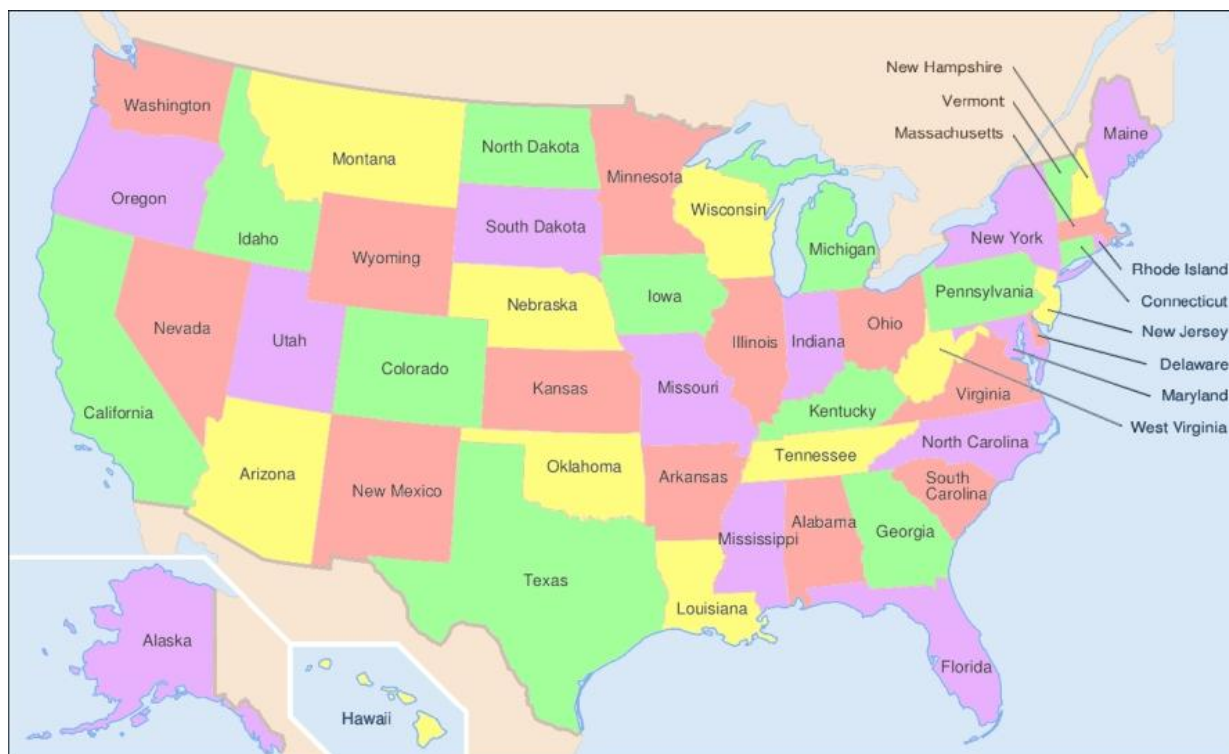 New Hampshire
Vermont
Massachusetts
Washington
Maine
North Dakota
Montana
Minnesota
Oregon
Wisconsin
South Dakota
Idaho
New York
Michigan
Wyoming
Rhode Island
Pennsylvania
Iowa
Connecticut
Nebraska
Ohio
Nevada
New Jersey
Utah
Illinois
Indiana
Colorado
Delaware
Kansas
Missouri
Virginia
Maryland
California
Kentucky
West Virginia
North Carolina
Tennessee
Oklahoma
Arizona
Arkansas
South
Carolina
New Mexico
Alabama
Georgia
Mississippi
Texas
Louisiana
Alaska
Florida
Hawaii